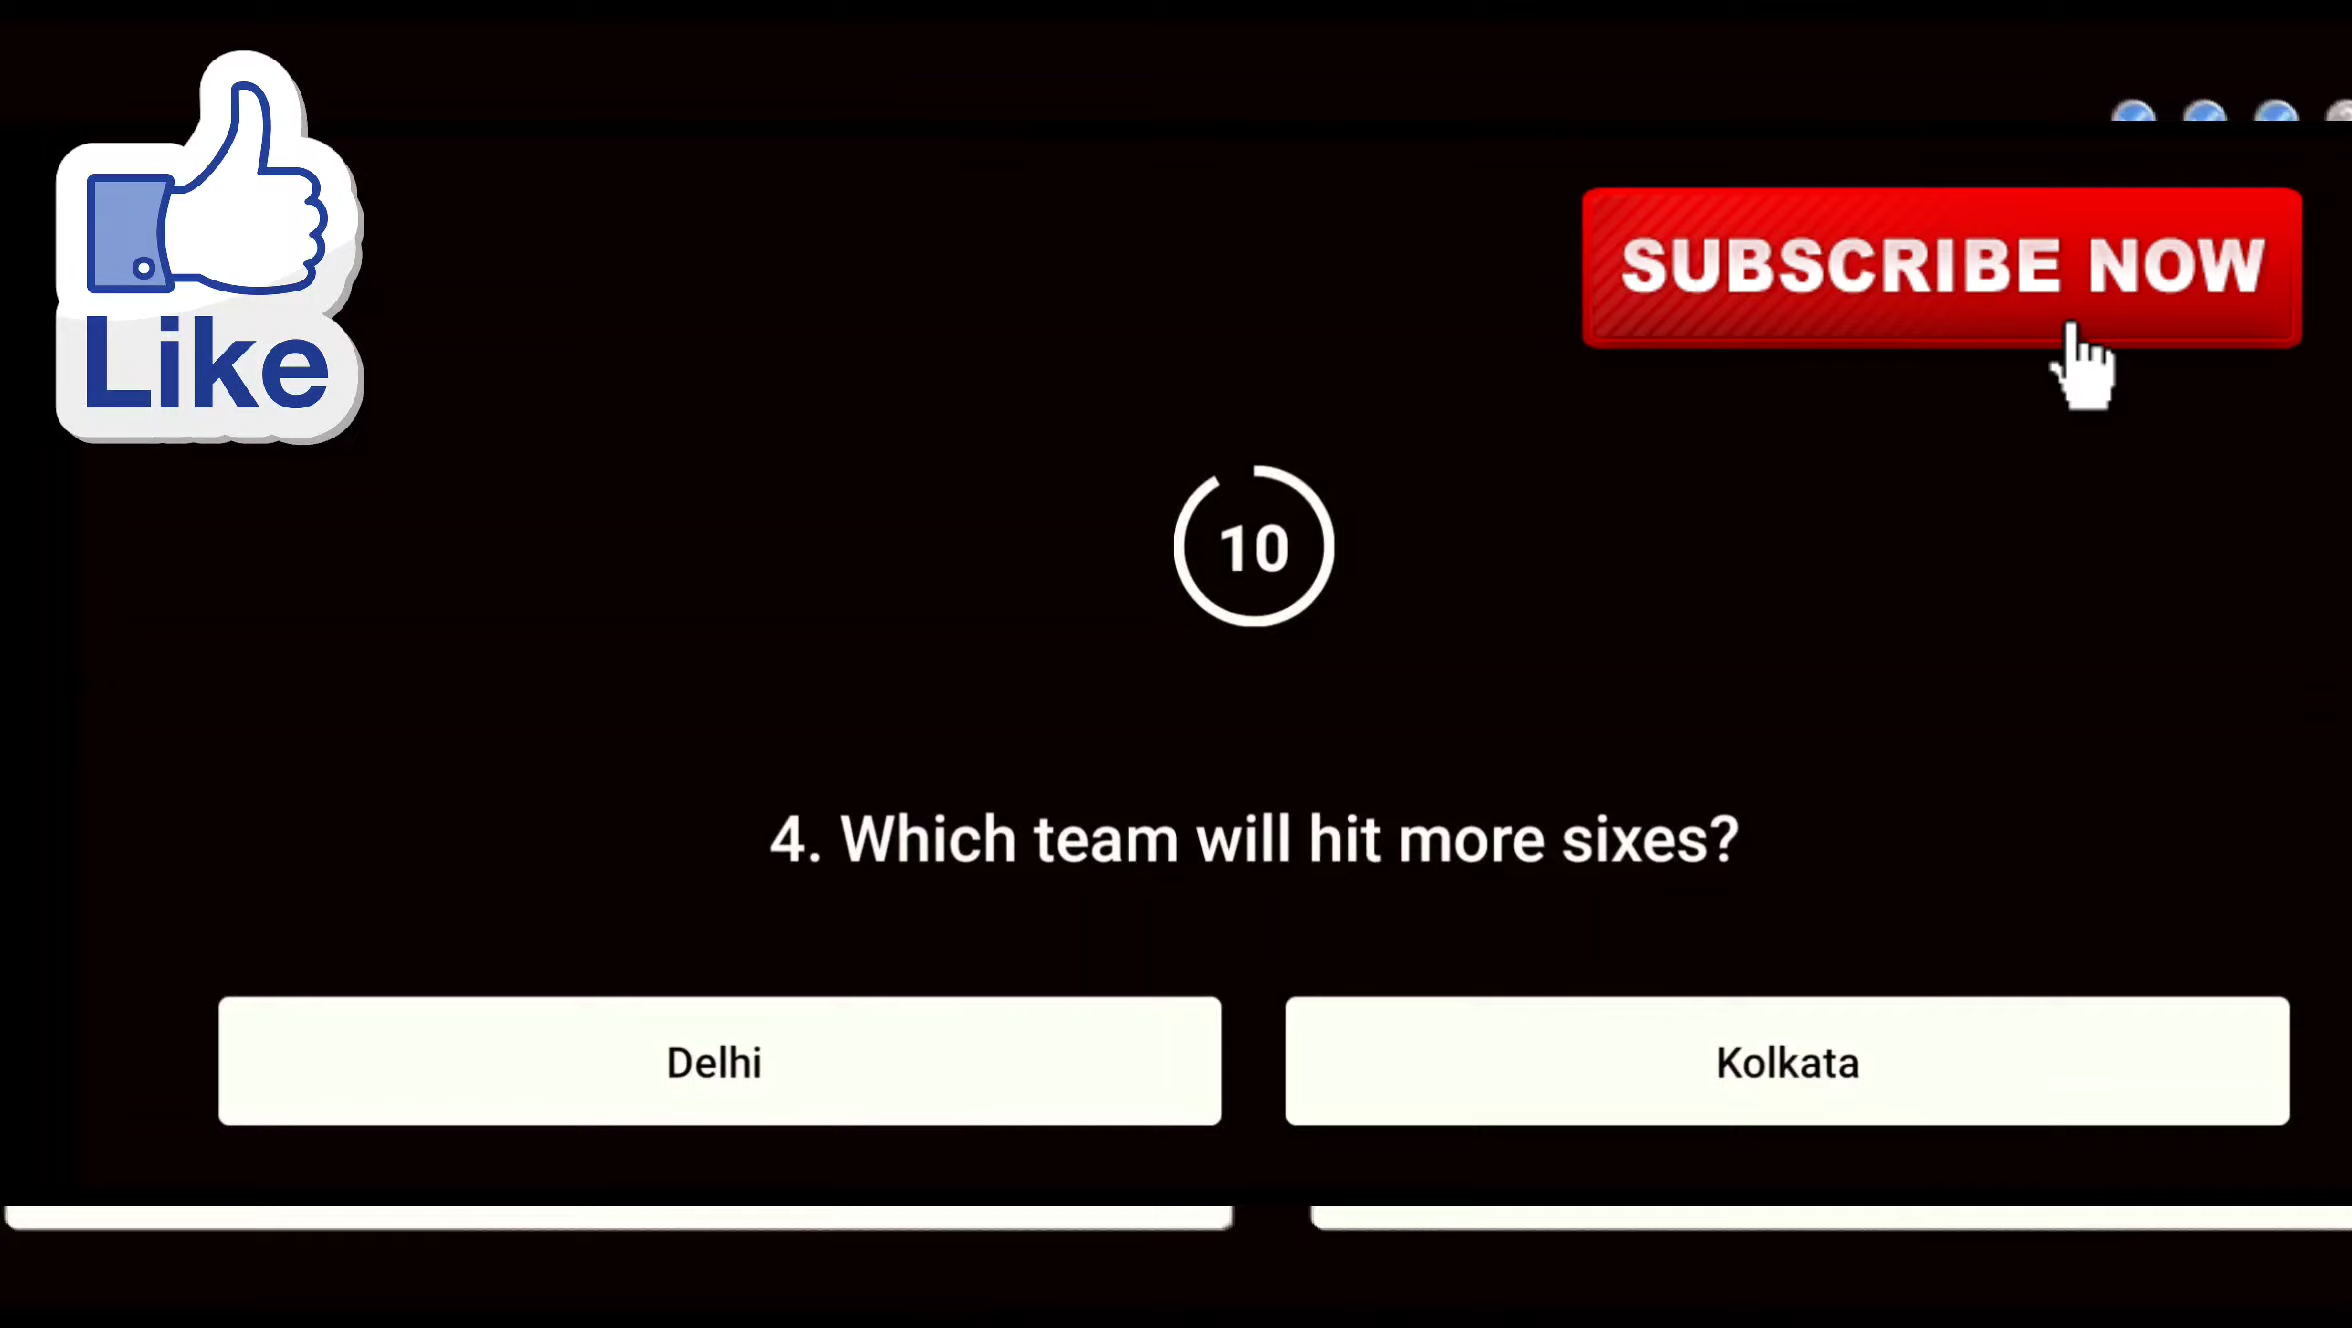 Like
SUBSCRIBE NOW
10
4. Which team will hit more sixes?
Delhi
Kolkata